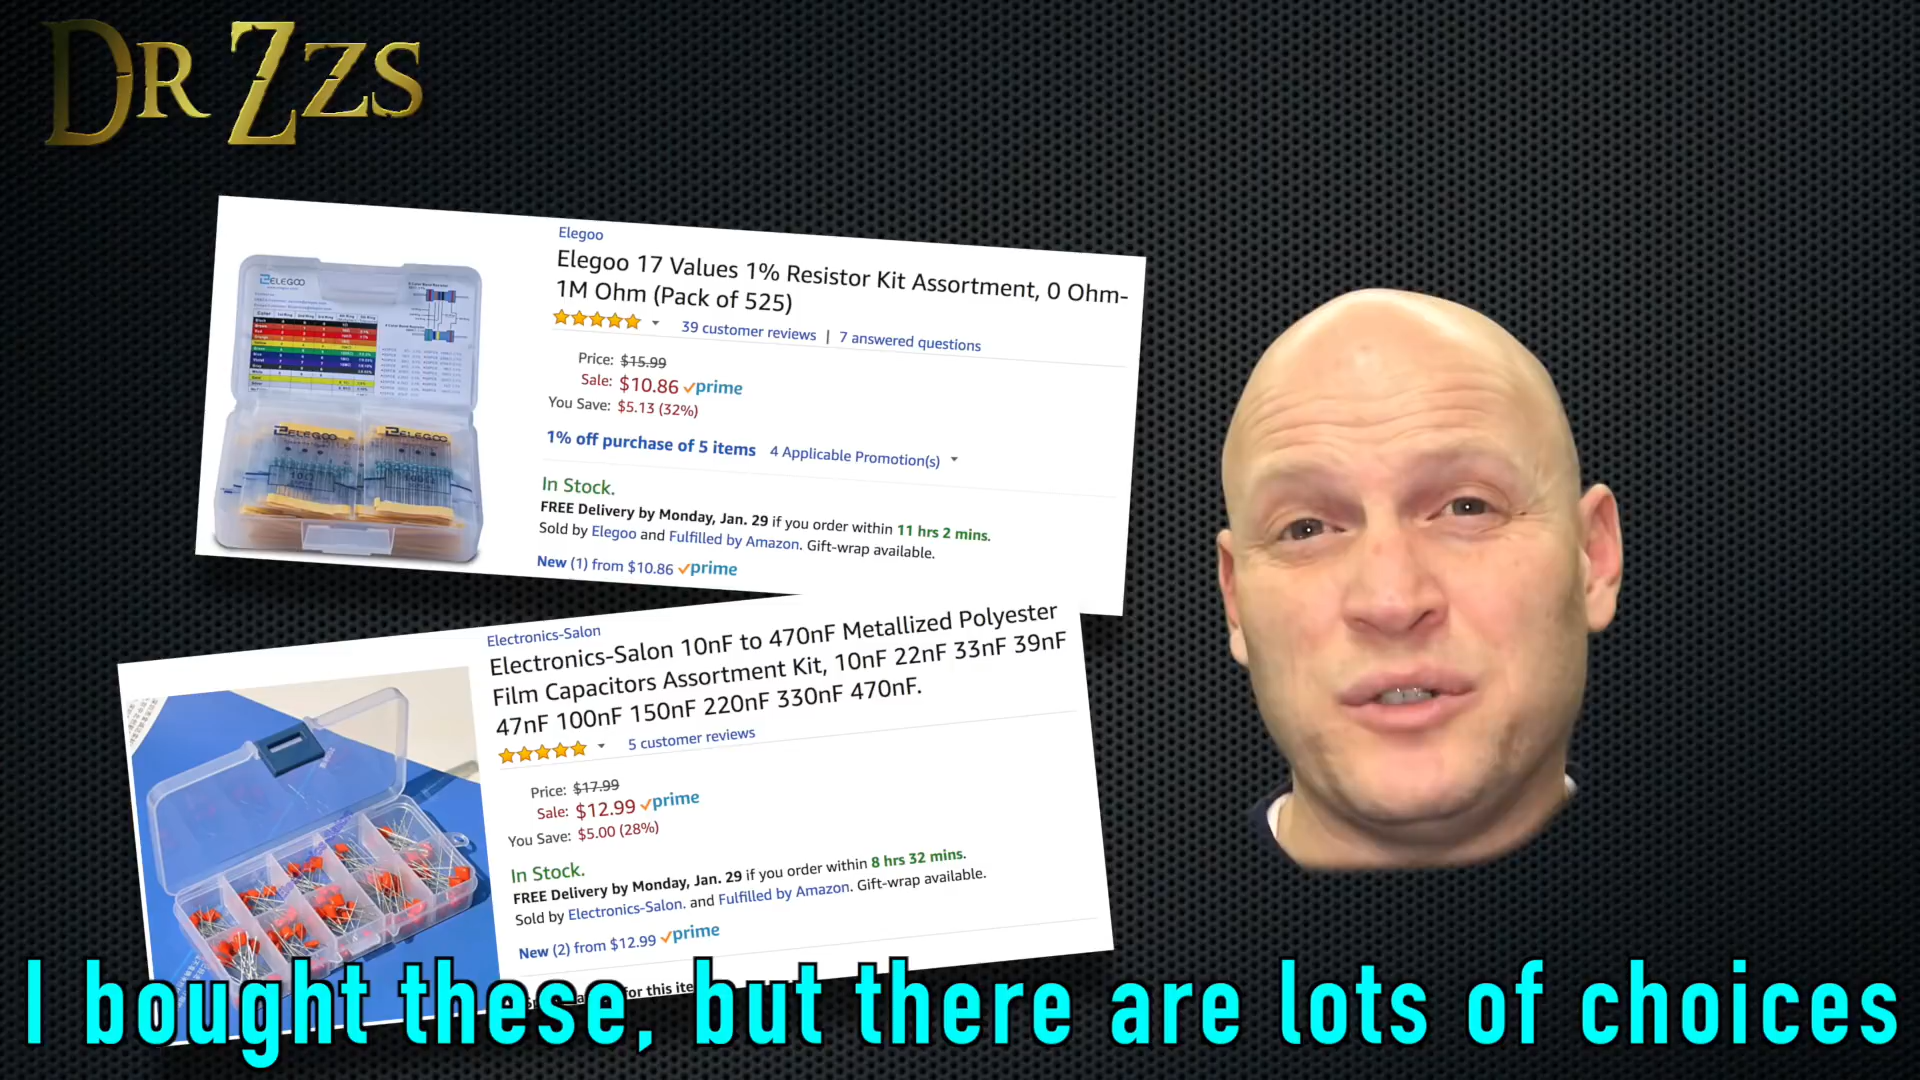 DR ZZS
Elegoo
Elegoo 17 Values 1% Resistor Kit Assortment, 0 Ohm-
1M Ohm (Pack of 525)
39 customer reviews | 7 answered questions
Price: $15.99
Sale: $10.86 prime
You Save: $5.13 (32%)
1% off purchase of 5 items 4 Applicable Promotion(s)
In Stock.
FREE Delivery by Monday, Jan. 29 if you order within 11 hrs 2 mins.
Sold by Elegoo and Fulfilled by Amazon. Gift-wrap available.
New (1) from $10.86 prime
ELEGOO
Color
ELEGOO ELEGOO
10Ω 100Ω
Electronics-Salon
Electronics-Salon 10nF to 470nF Metallized Polyester
Film Capacitors Assortment Kit, 10nF 22nF 33nF 39nF
47nF 100nF 150nF 220nF 330nF 470nF.
5 customer reviews
Price: $17.99
Sale: $12.99 prime
You Save: $5.00 (28%)
In Stock.
FREE Delivery by Monday, Jan. 29 if you order within 8 hrs 32 mins.
Sold by Electronics-Salon. and Fulfilled by Amazon. Gift-wrap available.
New (2) from $12.99 prime
for this
I bought these, but there are lots of choices